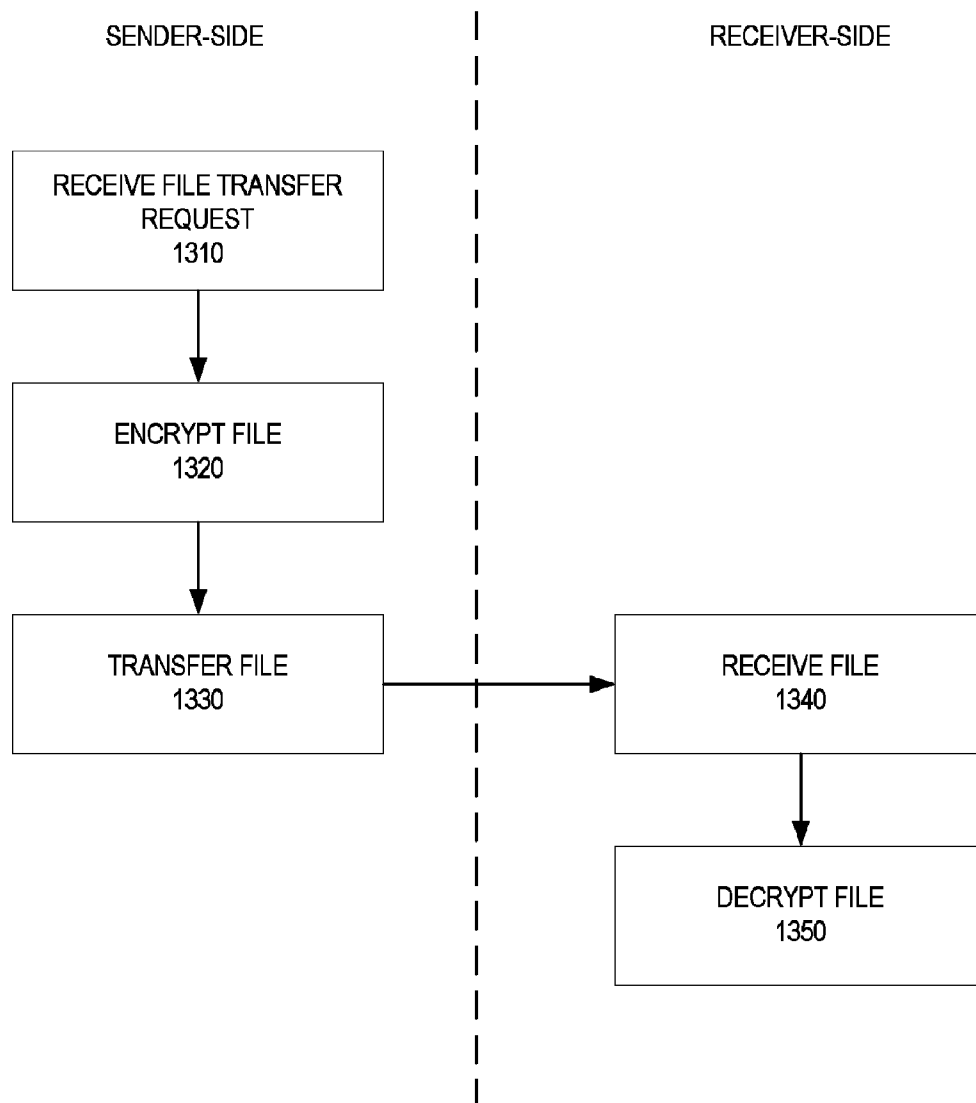 SENDER-SIDE
RECEIVER-SIDE
RECEIVE FILE TRANSFER
REQUEST
1310
ENCRYPT FILE
1320
TRANSFER FILE
1330
RECEIVE FILE
1340
DECRYPT FILE
1350